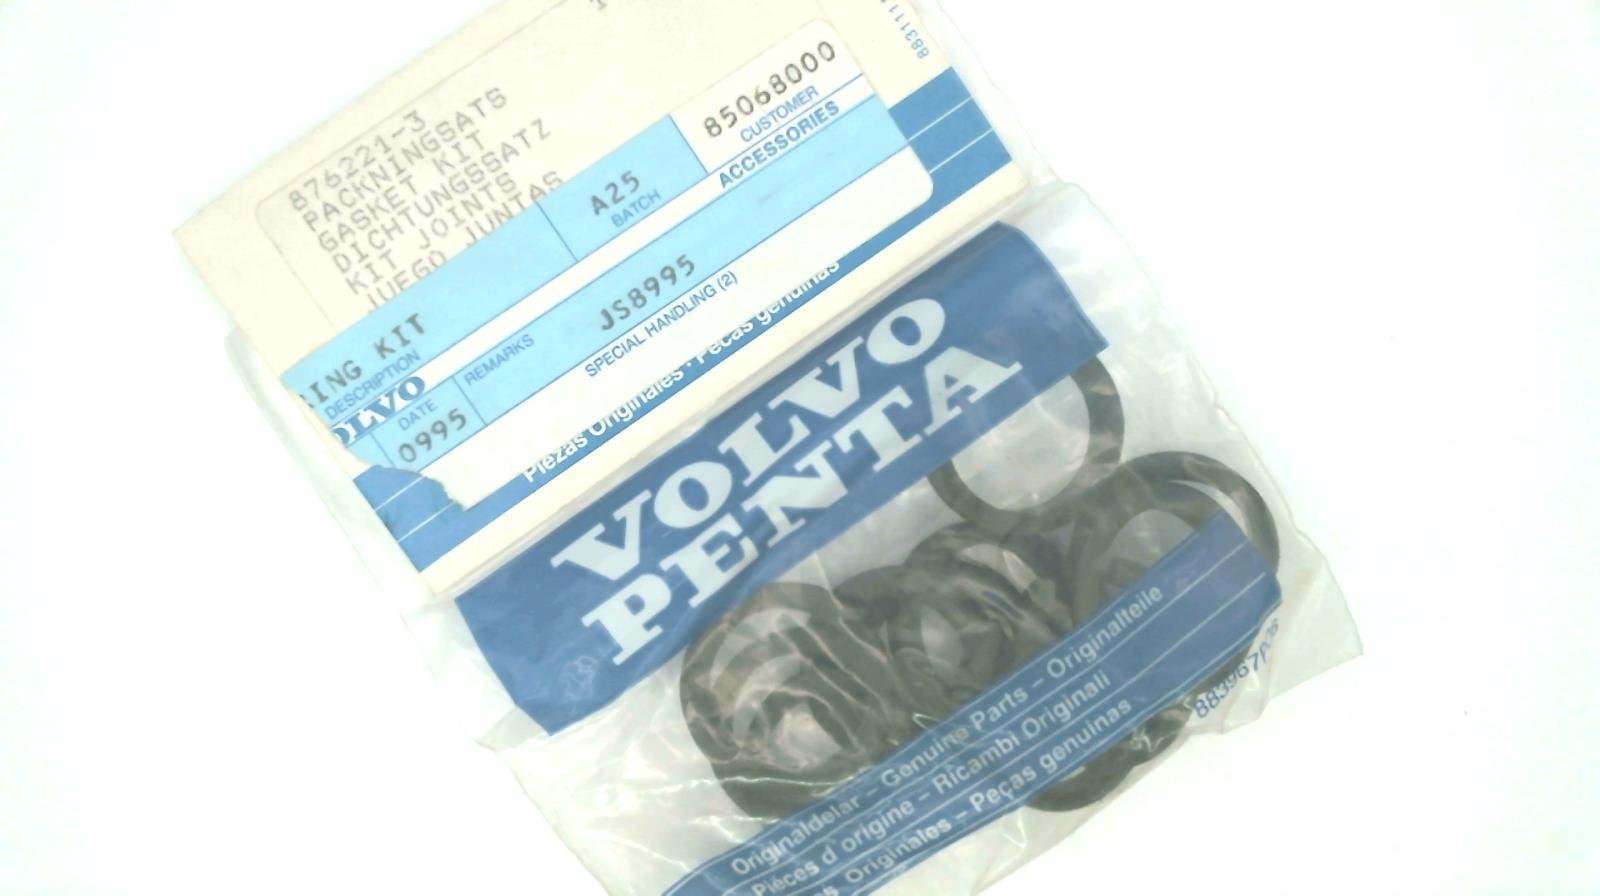 876221-3
PACKNINGSATS
GASKET KIT
DICHTUNGSSATZ
KIT JOINTS
JUEGO JUNTAS
85068000
CUSTOMER
ACCESSORIES
A25
BATCH
KIT
DESCRIPTION
JS8995
REMARKS
SPECIAL HANDLING (2)
DATE
0995
Piezas Originales · Peças genuinas
VOLVO
PENTA
Originaldelar – Genuine Parts – Originalteile
Pièces d'origine – Ricambi Originali
Originales – Peças genuinas